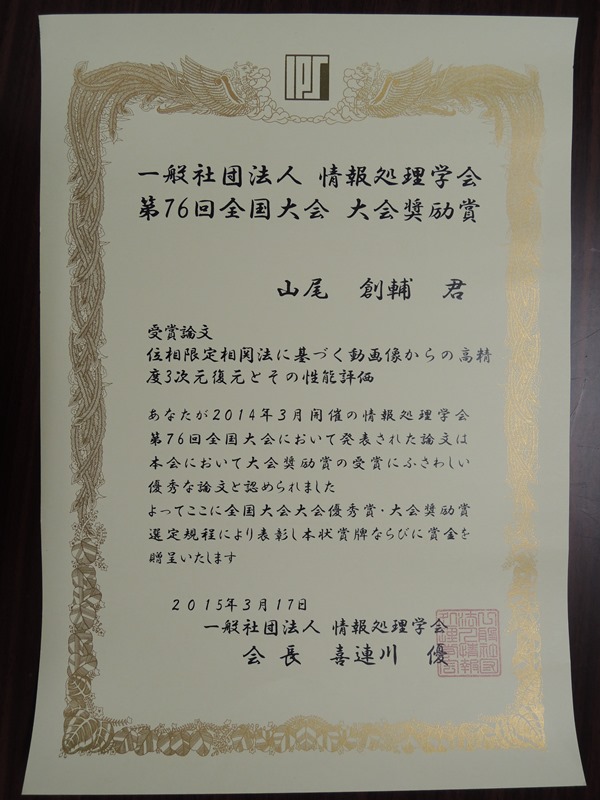 IPSJ
一般社団法人 情報処理学会
第76回全国大会 大会奨励賞
山尾 創輔 君
受賞論文
位相限定相関法に基づく動画像からの高精
度3次元復元とその性能評価
あなたが2014年3月開催の情報処理学会
第76回全国大会において発表された論文は
本会において大会奨励賞の受賞にふさわしい
優秀な論文と認められました
よってここに全国大会大会優秀賞・大会奨励賞
選定規程により表彰し本状賞牌ならびに賞金を
贈呈いたします
2015年3月17日
一般社団法人 情報処理学会
会長 喜連川 優